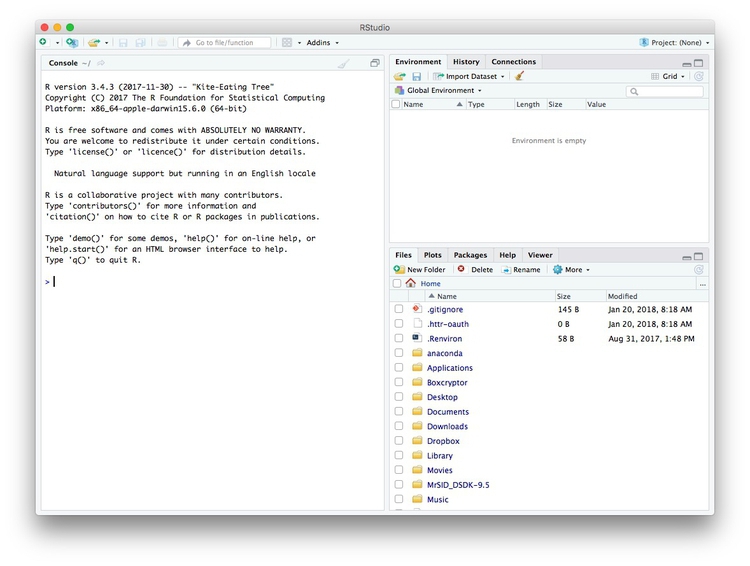 RStudio
Go to file/function
Addins
Project: (None)
Console ~/
R version 3.4.3 (2017-11-30) -- "Kite-Eating Tree"
Copyright (C) 2017 The R Foundation for Statistical Computing
Platform: x86_64-apple-darwin15.6.0 (64-bit)
R is free software and comes with ABSOLUTELY NO WARRANTY.
You are welcome to redistribute it under certain conditions.
Type 'license()' or 'licence()' for distribution details.
Natural language support but running in an English locale
R is a collaborative project with many contributors.
Type 'contributors()' for more information and
'citation()' on how to cite R or R packages in publications.
Type 'demo()' for some demos, 'help()' for on-line help, or
'help.start()' for an HTML browser interface to help.
Type 'q()' to quit R.
>
Environment History Connections
Import Dataset Grid
Global Environment
Name Type Length Size Value
Environment is empty
Files Plots Packages Help Viewer
New Folder Delete Rename More
Home ...
Name Size Modified
.gitignore 145 B Jan 20, 2018, 8:18 AM
.httr-oauth 0 B Jan 20, 2018, 8:18 AM
.Renviron 58 B Aug 31, 2017, 1:48 PM
anaconda
Applications
Boxcryptor
Desktop
Documents
Downloads
Dropbox
Library
Movies
MrSID_DSDK-9.5
Music